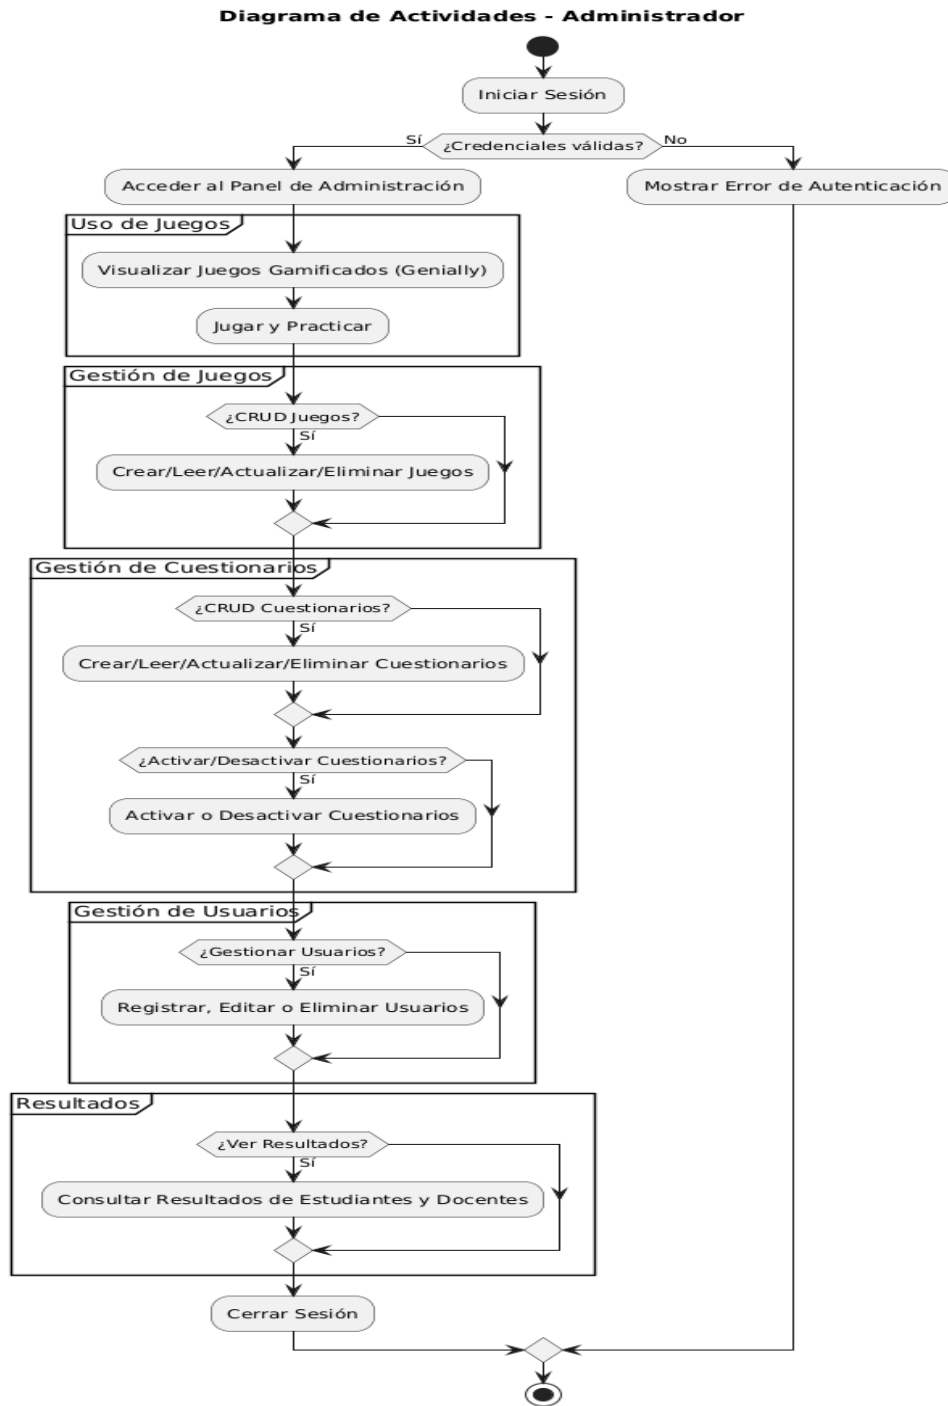 Diagrama de Actividades - Administrador
Iniciar Sesión
Sí
¿Credenciales válidas?
No
Acceder al Panel de Administración
Mostrar Error de Autenticación
Uso de Juegos
Visualizar Juegos Gamificados (Genially)
Jugar y Practicar
Gestión de Juegos
¿CRUD Juegos?
Sí
Crear/Leer/Actualizar/Eliminar Juegos
Gestión de Cuestionarios
¿CRUD Cuestionarios?
Sí
Crear/Leer/Actualizar/Eliminar Cuestionarios
¿Activar/Desactivar Cuestionarios?
Sí
Activar o Desactivar Cuestionarios
Gestión de Usuarios
¿Gestionar Usuarios?
Sí
Registrar, Editar o Eliminar Usuarios
Resultados
¿Ver Resultados?
Sí
Consultar Resultados de Estudiantes y Docentes
Cerrar Sesión